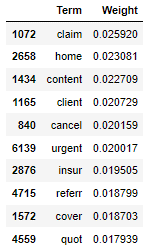 Term Weight
1072 claim 0.025920
2658 home 0.023081
1434 content 0.022709
1165 client 0.020729
840 cancel 0.020159
6139 urgent 0.020017
2876 insur 0.019505
4715 referr 0.018799
1572 cover 0.018703
4559 quot 0.017939